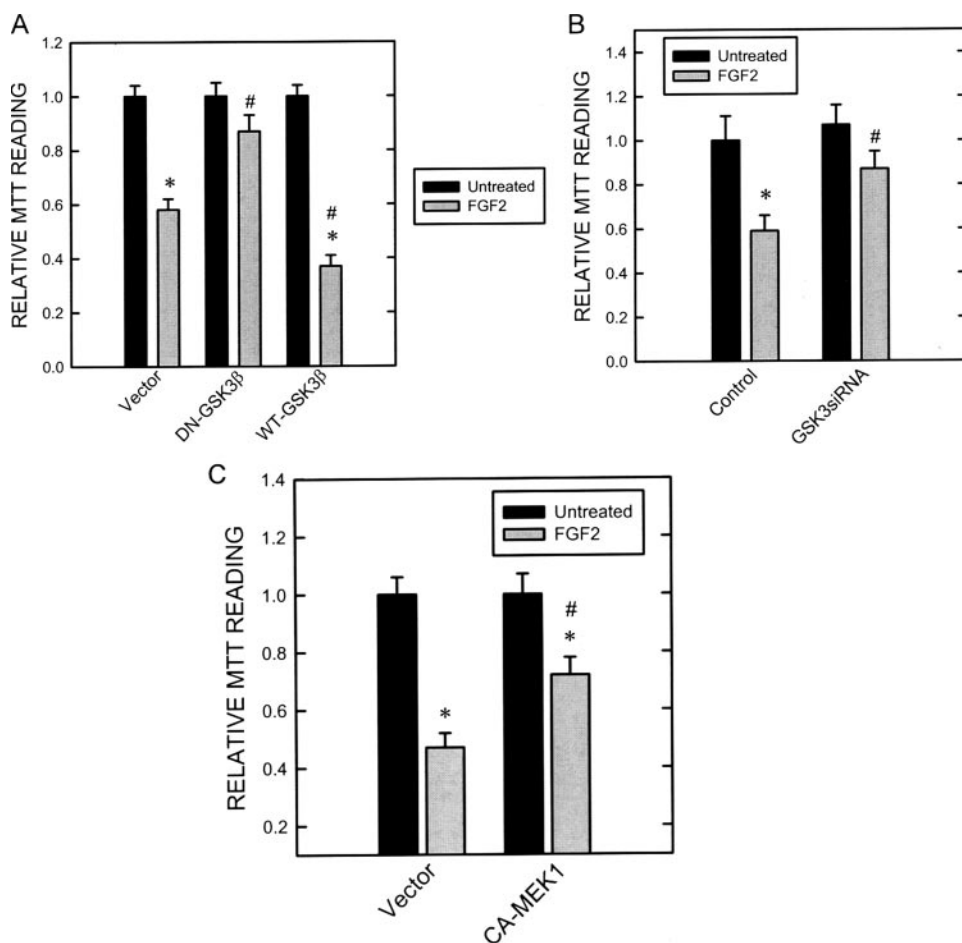 A
RELATIVE MTT READING
1.2
1.0
0.8
0.6
0.4
0.2
0.0
*
#
#
*
Vector
DN-GSK3β
WT-GSK3β
Untreated
FGF2
B
RELATIVE MTT READING
1.4
1.2
1.0
0.8
0.6
0.4
0.2
0.0
Untreated
FGF2
*
#
Control
GSK3siRNA
C
RELATIVE MTT READING
1.4
1.2
1.0
0.8
0.6
0.4
0.2
Untreated
FGF2
*
#
*
Vector
CA-MEK1